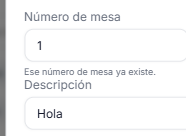 Número de mesa
1
Ese número de mesa ya existe.
Descripción
Hola